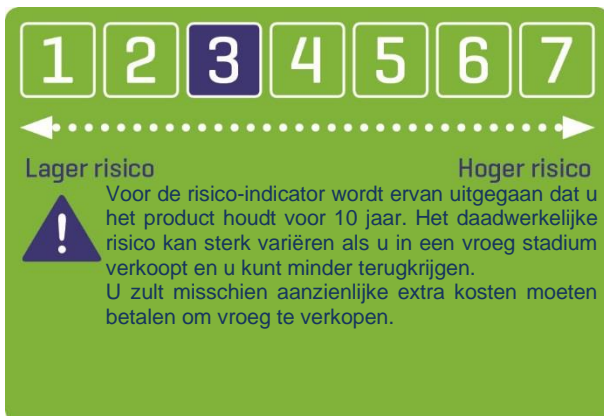 1 2 3 4 5 6 7
Lager risico Hoger risico
!
Voor de risico-indicator wordt ervan uitgegaan dat u
het product houdt voor 10 jaar. Het daadwerkelijke
risico kan sterk variëren als u in een vroeg stadium
verkoopt en u kunt minder terugkrijgen.
U zult misschien aanzienlijke extra kosten moeten
betalen om vroeg te verkopen.